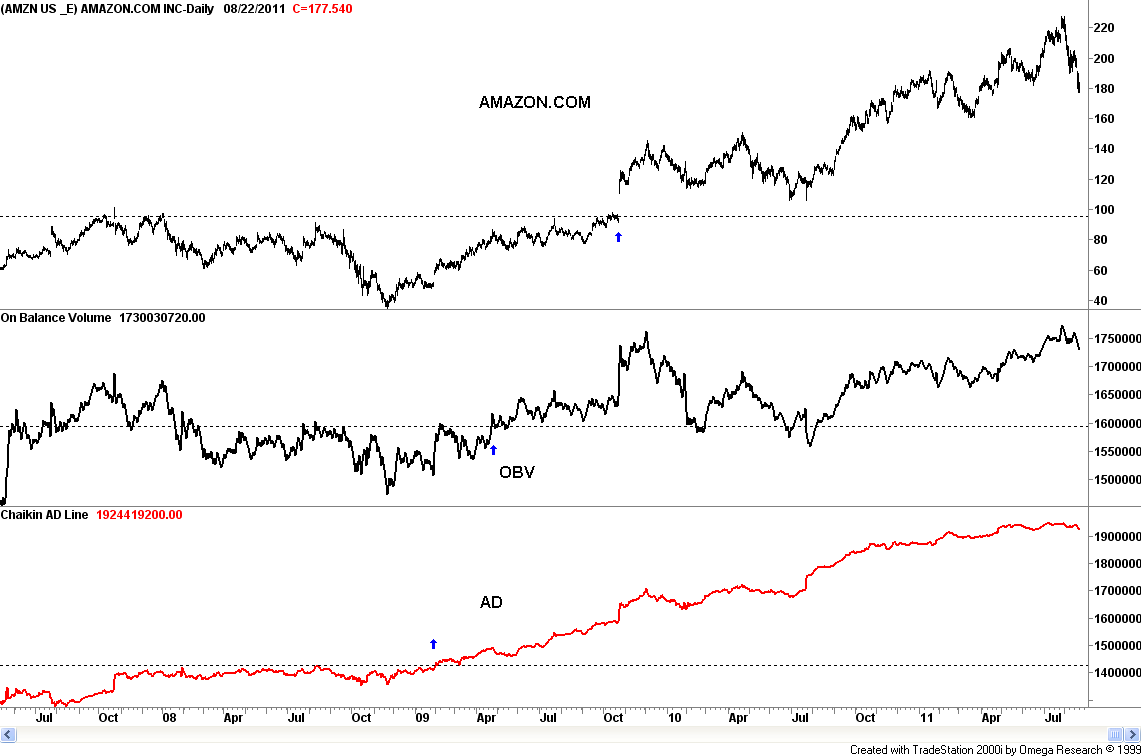 (AMZN US _E) AMAZON.COM INC-Daily 08/22/2011 C=177.540
220
200
AMAZON.COM
180
160
140
120
100
80
60
40
On Balance Volume 1730030720.00
1750000
1700000
1650000
1600000
1550000
OBV
1500000
Chaikin AD Line 1924419200.00
1900000
1800000
1700000
AD
1600000
1500000
1400000
Jul Oct 08 Apr Jul Oct 09 Apr Jul Oct 10 Apr Jul Oct 11 Apr Jul
Created with TradeStation 2000i by Omega Research © 1999